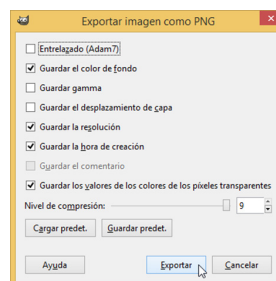 Exportar imagen como PNG
Entrelazado (Adam7)
Guardar el color de fondo
Guardar gamma
Guardar el desplazamiento de capa
Guardar la resolución
Guardar la hora de creación
Guardar el comentario
Guardar los valores de los colores de los píxeles transparentes
Nivel de compresión: 9
Cargar predet. Guardar predet.
Ayuda Exportar Cancelar